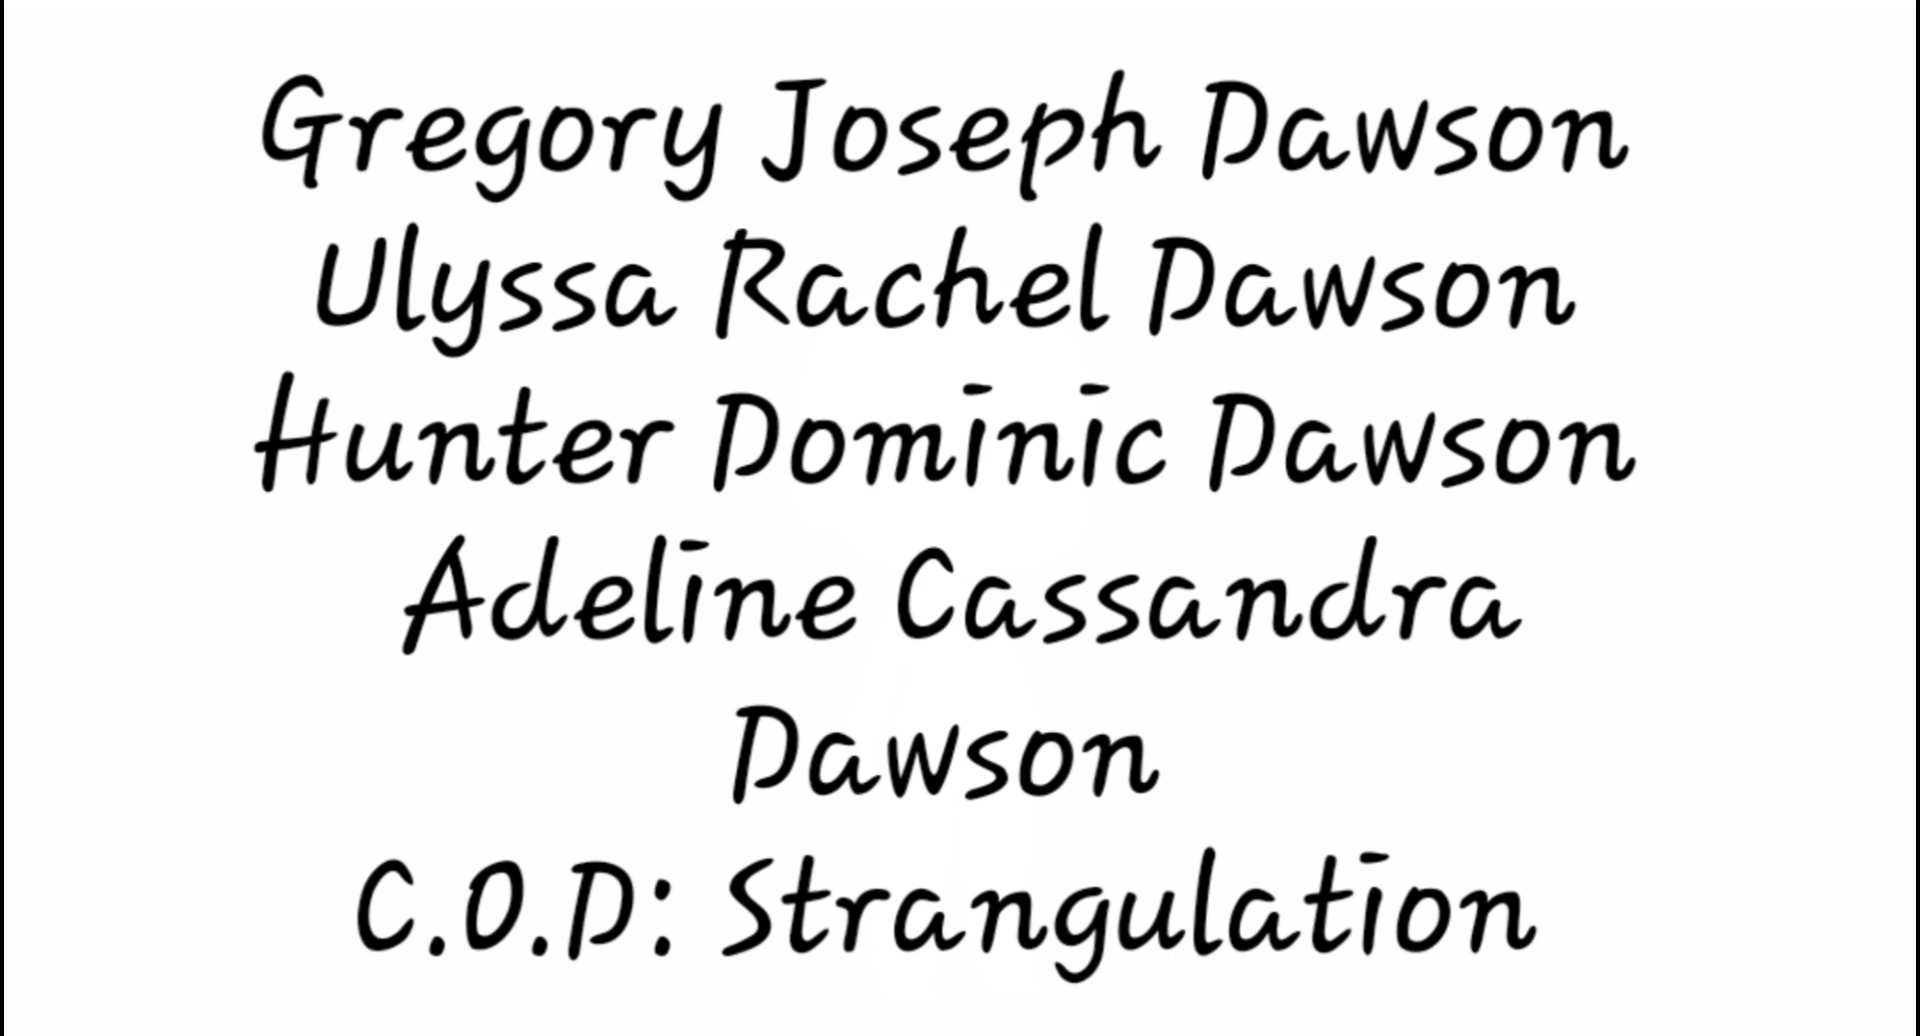 Gregory Joseph Dawson
Ulyssa Rachel Dawson
Hunter Dominic Dawson
Adeline Cassandra
Dawson
C.O.D: Strangulation